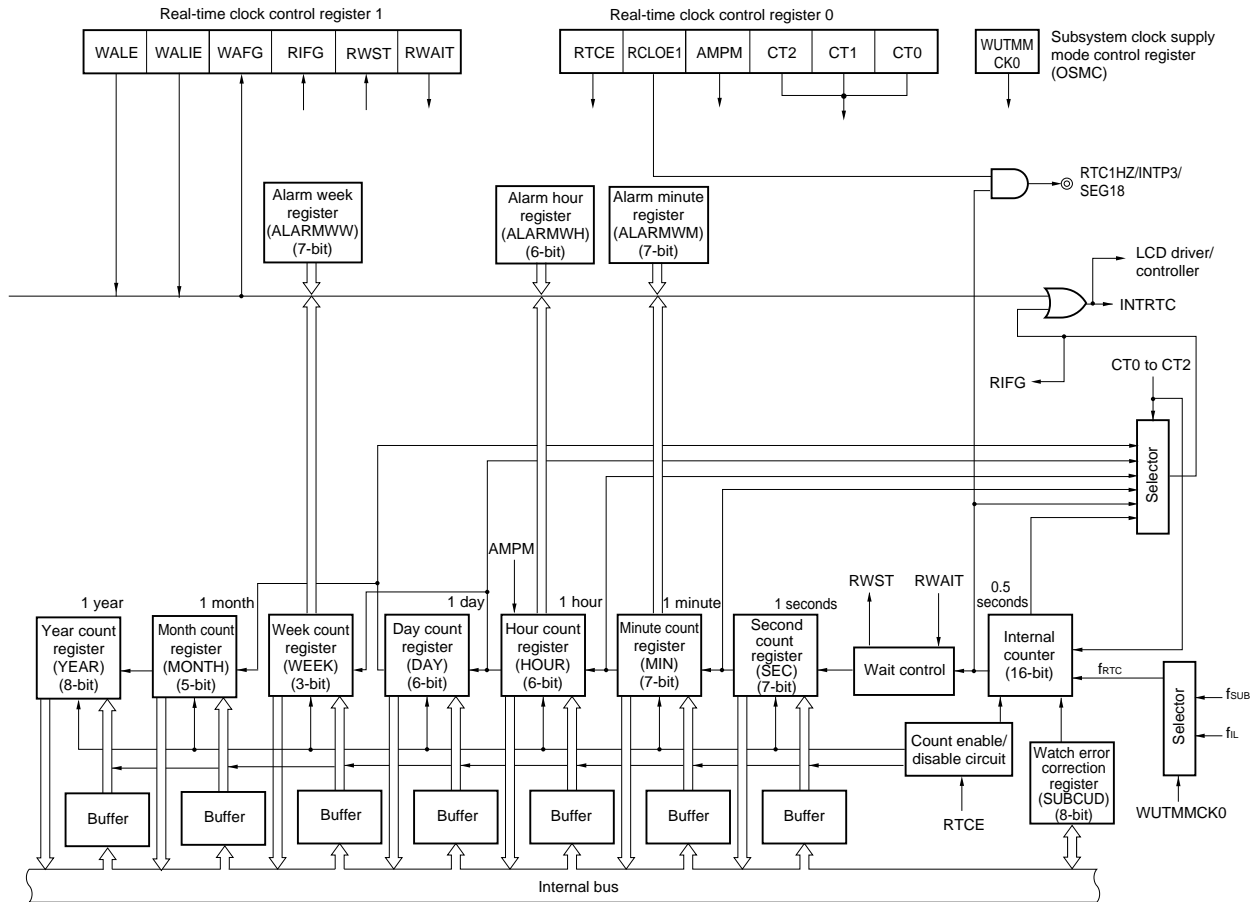 Real-time clock control register 1
Real-time clock control register 0
WALE
WALIE
WAFG
RIFG
RWST
RWAIT
RTCE
RCLOE1
AMPM
CT2
CT1
CT0
WUTMM
CK0
Subsystem clock supply
mode control register
(OSMC)
Alarm week
register
(ALARMWW)
(7-bit)
Alarm hour
register
(ALARMWH)
(6-bit)
Alarm minute
register
(ALARMWM)
(7-bit)
RTC1HZ/INTP3/
SEG18
LCD driver/
controller
INTRTC
RIFG
CT0 to CT2
Selector
AMPM
RWST
RWAIT
0.5
seconds
1 year
1 month
1 day
1 hour
1 minute
1 seconds
Year count
register
(YEAR)
(8-bit)
Month count
register
(MONTH)
(5-bit)
Week count
register
(WEEK)
(3-bit)
Day count
register
(DAY)
(6-bit)
Hour count
register
(HOUR)
(6-bit)
Minute count
register
(MIN)
(7-bit)
Second
count
register
(SEC)
(7-bit)
Wait control
Internal
counter
(16-bit)
fRTC
Selector
fSUB
fIL
WUTMMCK0
Count enable/
disable circuit
RTCE
Watch error
correction
register
(SUBCUD)
(8-bit)
Buffer
Buffer
Buffer
Buffer
Buffer
Buffer
Buffer
Internal bus